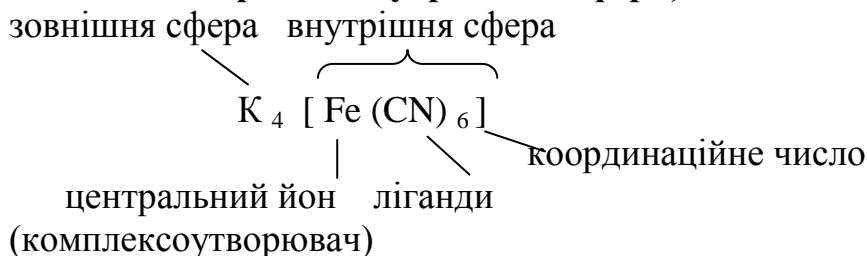 зовнішня сфера внутрішня сфера
К 4 [ Fe (CN) 6 ]
координаційне число
центральний йон ліганди
(комплексоутворювач)